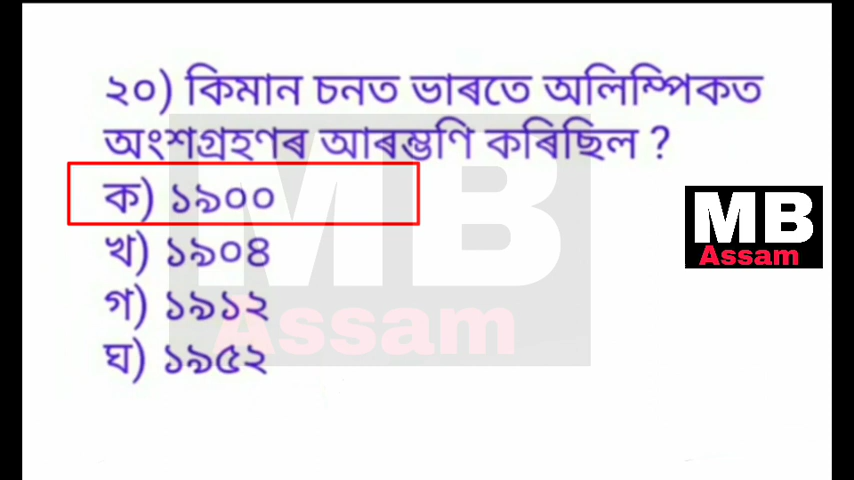 ২০) কিমান চনত ভাৰতে অলিম্পিকত
অংশগ্ৰহণৰ আৰম্ভণি কৰিছিল ?
ক) ১৯০০
খ) ১৯০৪
গ) ১৯১২
ঘ) ১৯৫২
MB
Assam
MB
Assam